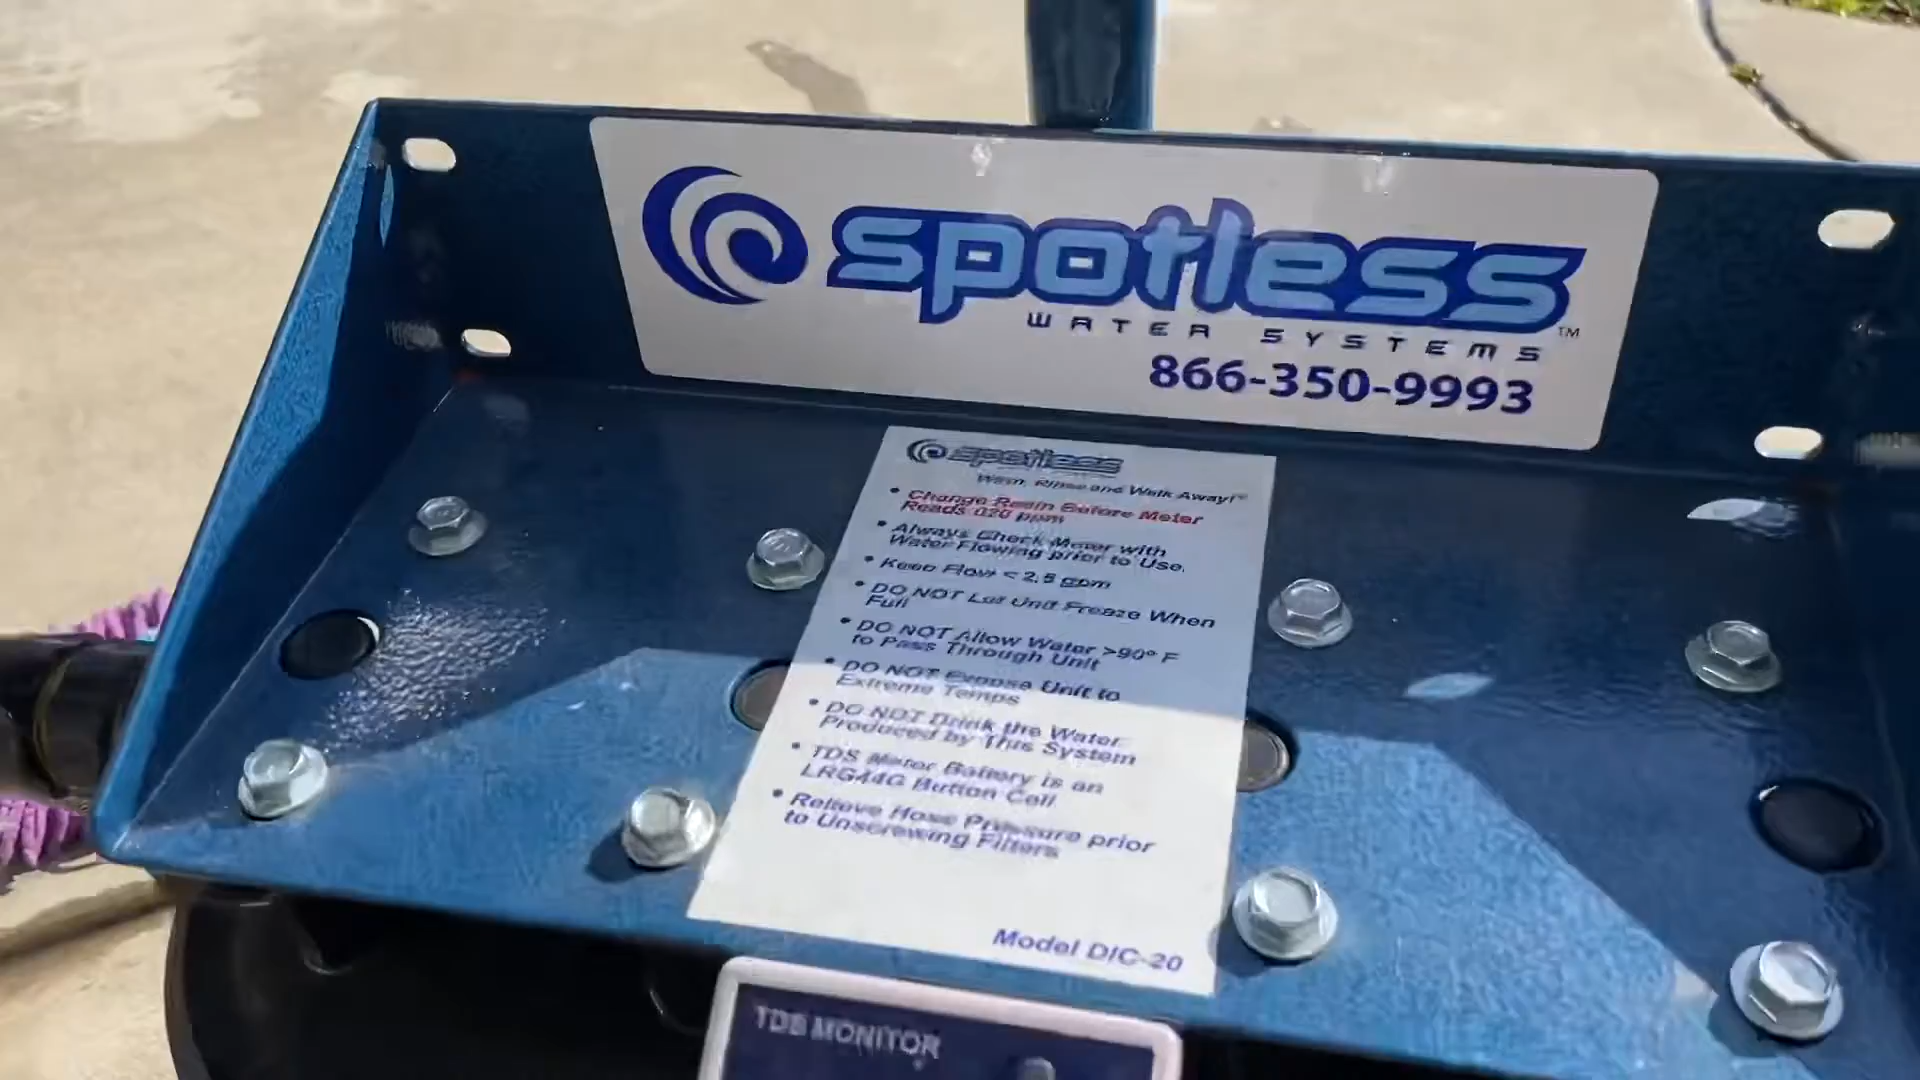 spotless™
WATER SYSTEMS
866-350-9993
spotless
Wash, Rinse and Walk Away!®
• Change Resin Before Meter
Reads 020 ppm
• Always Check Meter with
Water Flowing prior to Use.
• Keep Flow < 2.5 gpm
• DO NOT Let Unit Freeze When
Full
• DO NOT Allow Water >90° F
to Pass Through Unit
• DO NOT Expose Unit to
Extreme Temps
• DO NOT Drink the Water
Produced by This System
• TDS Meter Battery is an
LRG44G Button Cell
• Relieve Hose Pressure prior
to Unscrewing Filters
Model DIC-20
TDS MONITOR